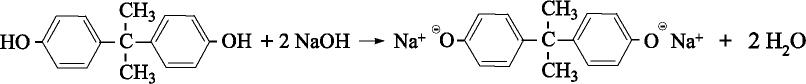 CH₃ CH₃
HO C OH + 2 NaOH → Na⁺ ⊖O C O⊖ Na⁺ + 2 H₂O
CH₃ CH₃